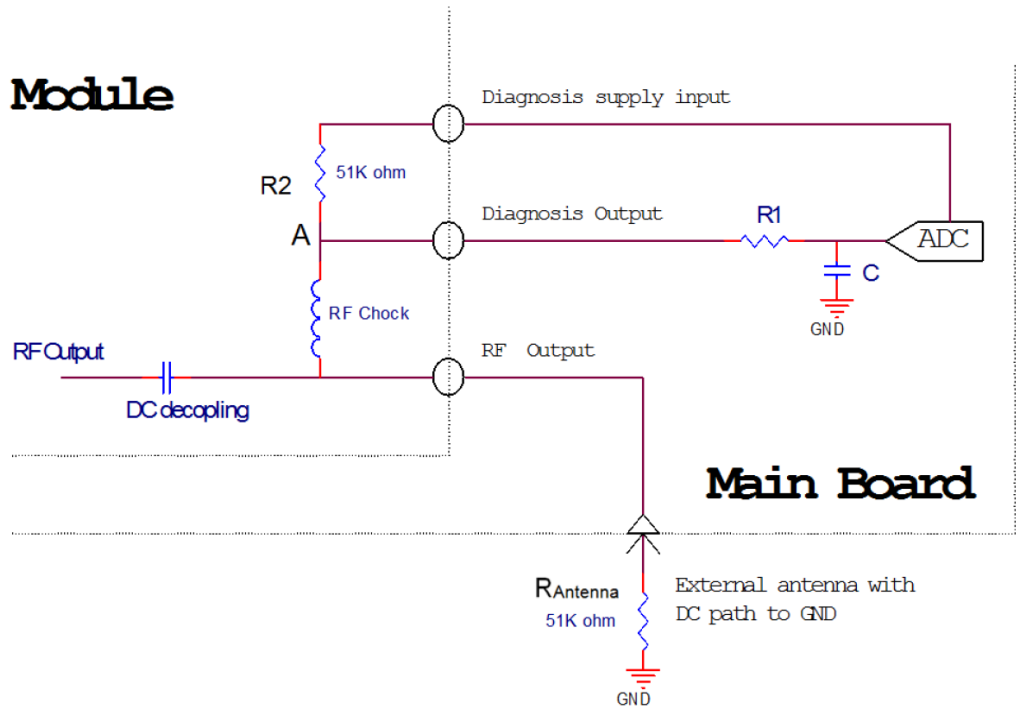 Module
Diagnosis supply input
R2
51K ohm
A
Diagnosis Output
R1
ADC
C
GND
RF Chock
RF Output
RF Output
DC decopling
Main Board
RAntenna
51K ohm
External antenna with
DC path to GND
GND